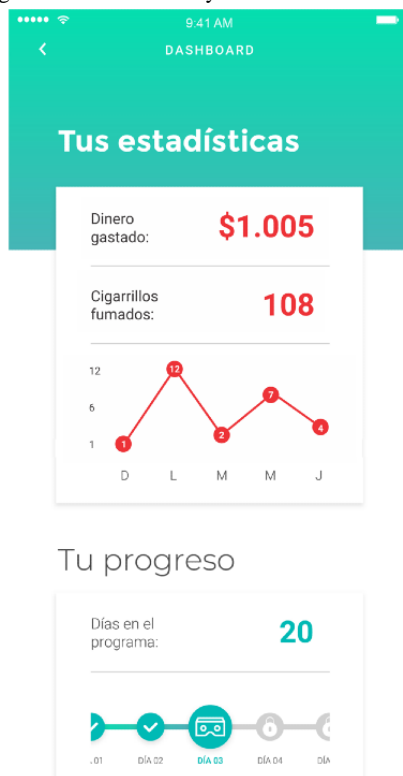 9:41 AM
DASHBOARD
Tus estadísticas
Dinero
gastado:
$1.005
Cigarrillos
fumados:
108
12
6
1
1
12
2
7
4
D L M M J
Tu progreso
Días en el
programa:
20
01 DÍA 02 DÍA 03 DÍA 04